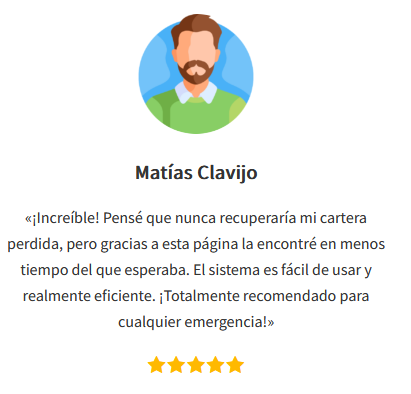 Matías Clavijo
«¡Increíble! Pensé que nunca recuperaría mi cartera
perdida, pero gracias a esta página la encontré en menos
tiempo del que esperaba. El sistema es fácil de usar y
realmente eficiente. ¡Totalmente recomendado para
cualquier emergencia!»